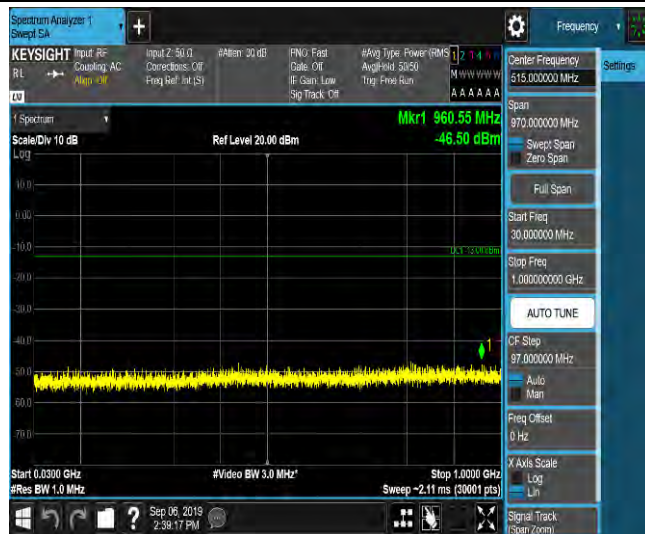 Spectrum Analyzer 1
Swept SA
+
Frequency
KEYSIGHT
RL
Input: RF
Coupling: AC
Align: Off
Input Z: 50 Ω
Corrections: Off
Freq Ref: Int (S)
#Atten: 30 dB
PNO: Fast
Gate: Off
IF Gain: Low
Sig Track: Off
#Avg Type: Power (RMS
Avg|Hold: 50/50
Trig: Free Run
1 2 3 4 5 6
M W W W W W
A A A A A A
LXI
1 Spectrum
Scale/Div 10 dB
Log
Ref Level 20.00 dBm
Mkr1 960.55 MHz
-46.50 dBm
10.0
0.00
-10.0
DL1 -13.00 dBm
-20.0
-30.0
-40.0
1
-50.0
-60.0
-70.0
Start 0.0300 GHz
#Res BW 1.0 MHz
#Video BW 3.0 MHz*
Stop 1.0000 GHz
Sweep ~2.11 ms (30001 pts)
?
Sep 06, 2019
2:39:17 PM
Center Frequency
515.000000 MHz
Settings
Span
970.000000 MHz
Swept Span
Zero Span
Full Span
Start Freq
30.000000 MHz
Stop Freq
1.000000000 GHz
AUTO TUNE
CF Step
97.000000 MHz
Auto
Man
Freq Offset
0 Hz
X Axis Scale
Log
Lin
Signal Track
(Span Zoom)